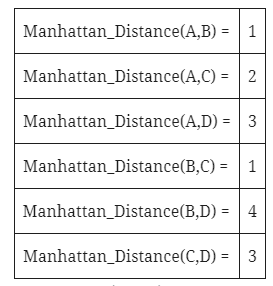 Manhattan_Distance(A,B) = 1
Manhattan_Distance(A,C) = 2
Manhattan_Distance(A,D) = 3
Manhattan_Distance(B,C) = 1
Manhattan_Distance(B,D) = 4
Manhattan_Distance(C,D) = 3